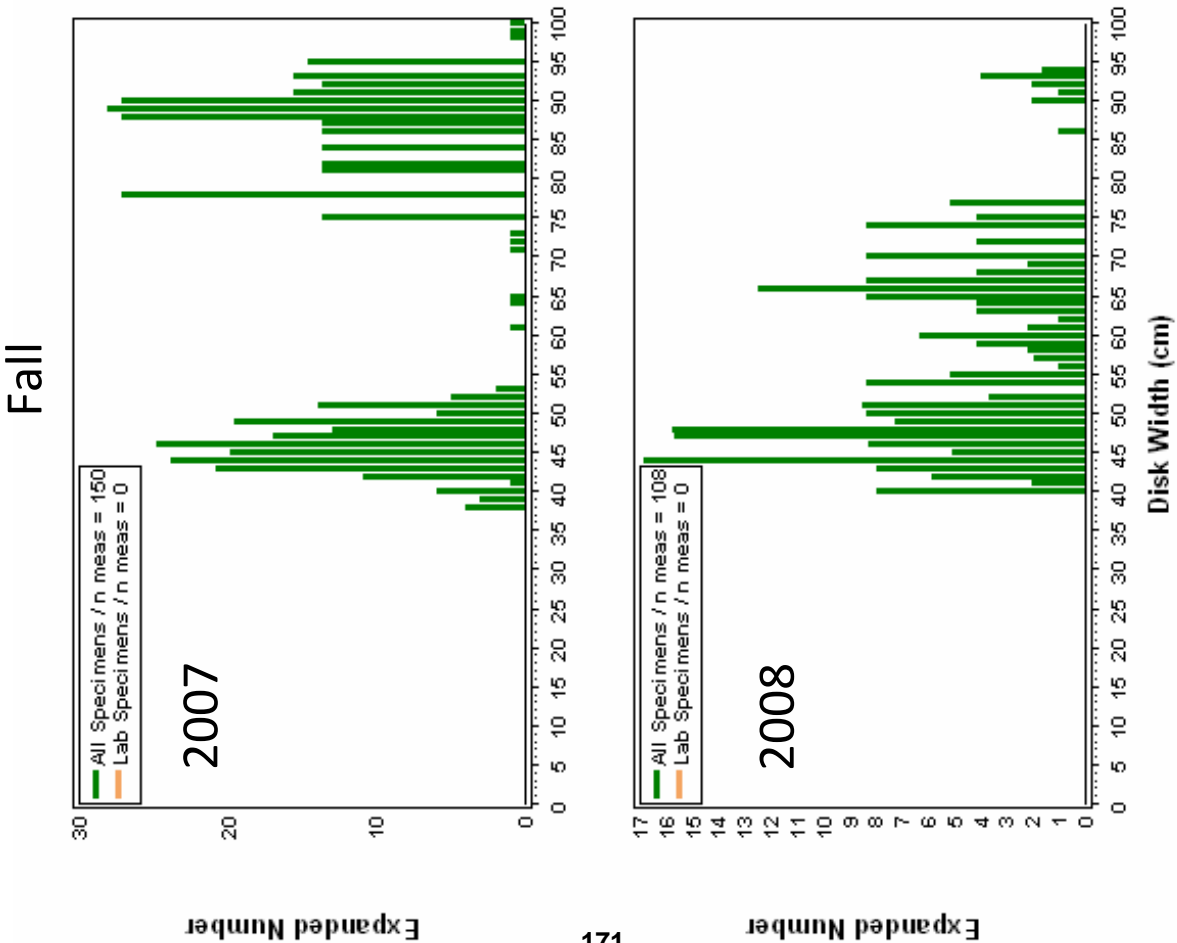 Fall
All Specimens / n meas = 150
Lab Specimens / n meas = 0
2007
Expanded Number
30
20
10
0
0 5 10 15 20 25 30 35 40 45 50 55 60 65 70 75 80 85 90 95 100
All Specimens / n meas = 108
Lab Specimens / n meas = 0
2008
Expanded Number
17
16
15
14
13
12
11
10
9
8
7
6
5
4
3
2
1
0
0 5 10 15 20 25 30 35 40 45 50 55 60 65 70 75 80 85 90 95 100
Disk Width (cm)
171